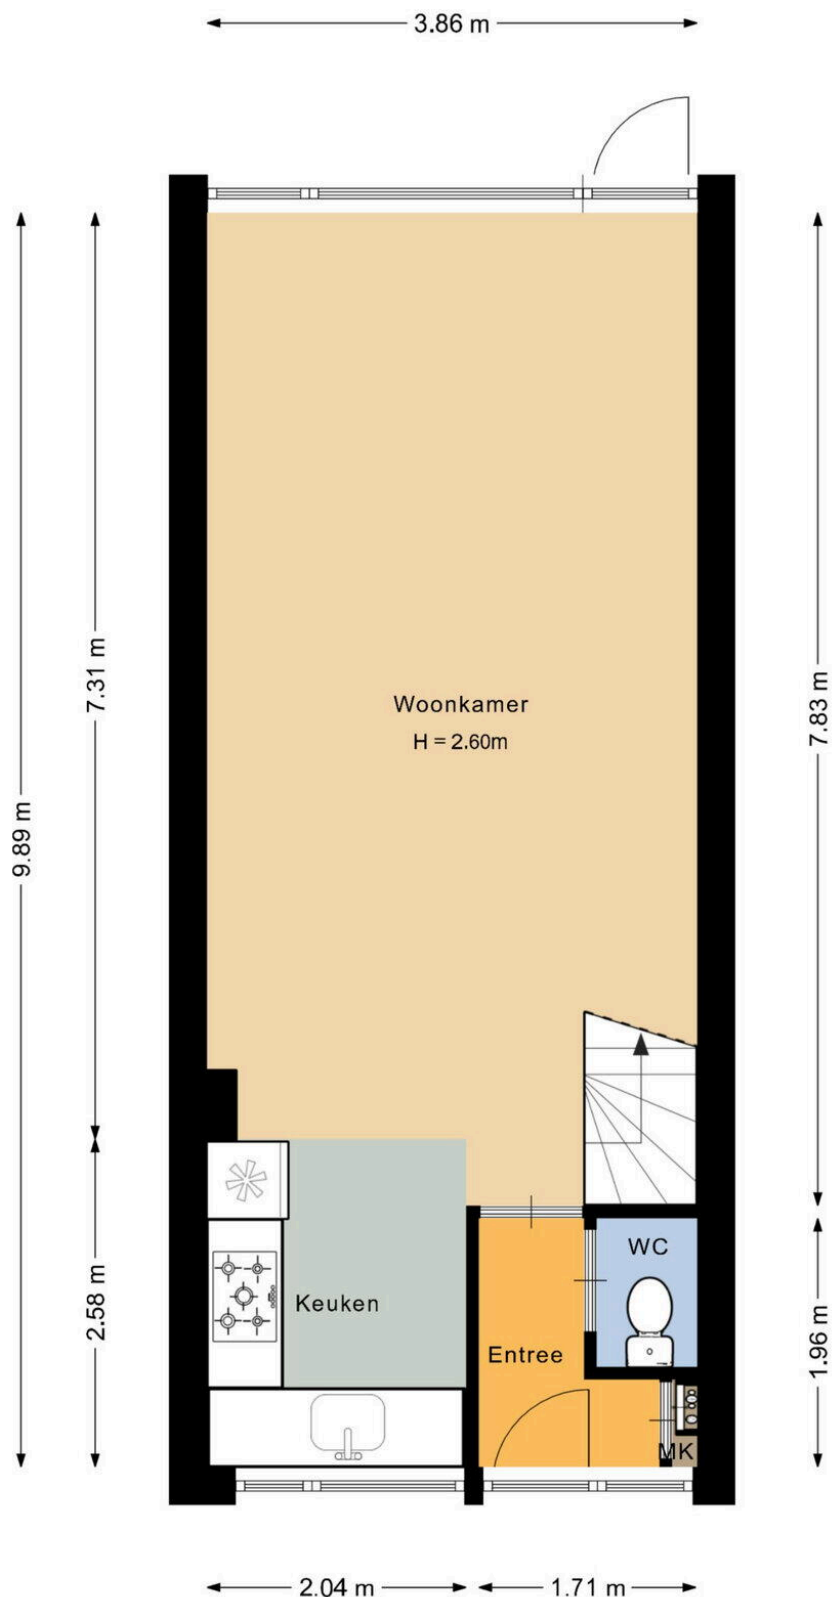 3.86 m
7.31 m
Woonkamer
H = 2.60m
7.83 m
9.89 m
WC
2.58 m
Keuken
Entree
1.96 m
MK
2.04 m
1.71 m